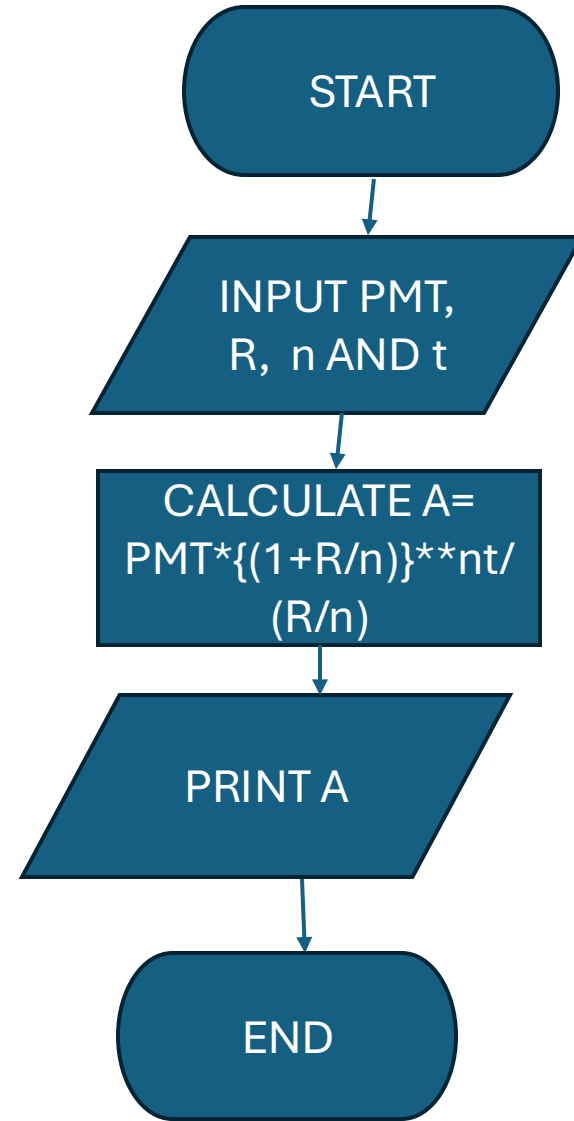 START
INPUT PMT,
R,  n AND t
CALCULATE A=
PMT*{(1+R/n)}**nt/
(R/n)
PRINT A
END